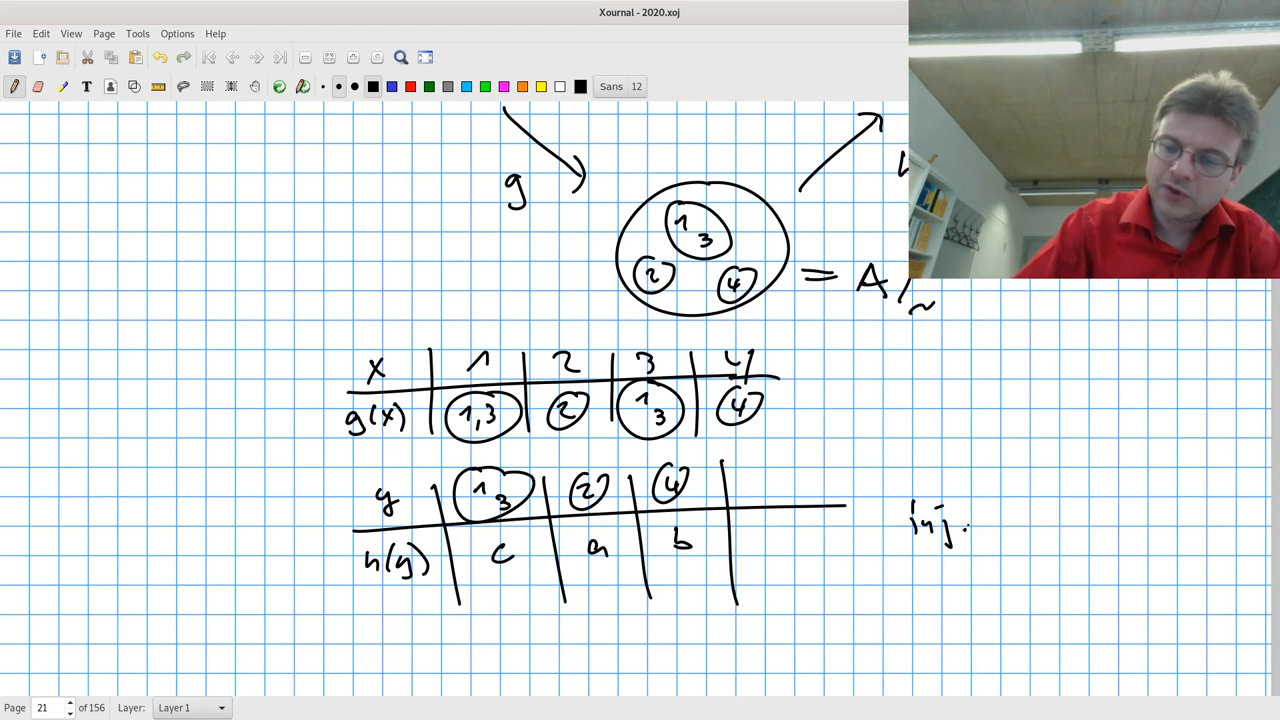 Xournal - 2020.xoj
File Edit View Page Tools Options Help
T Sans 12
g
1 3
2 4 = A/~
x 1 2 3 4
g(x) 1,3 2 1 3 4
y 1 3 2 4
h(y) c a b inj.
Page 21 of 156 Layer: Layer 1